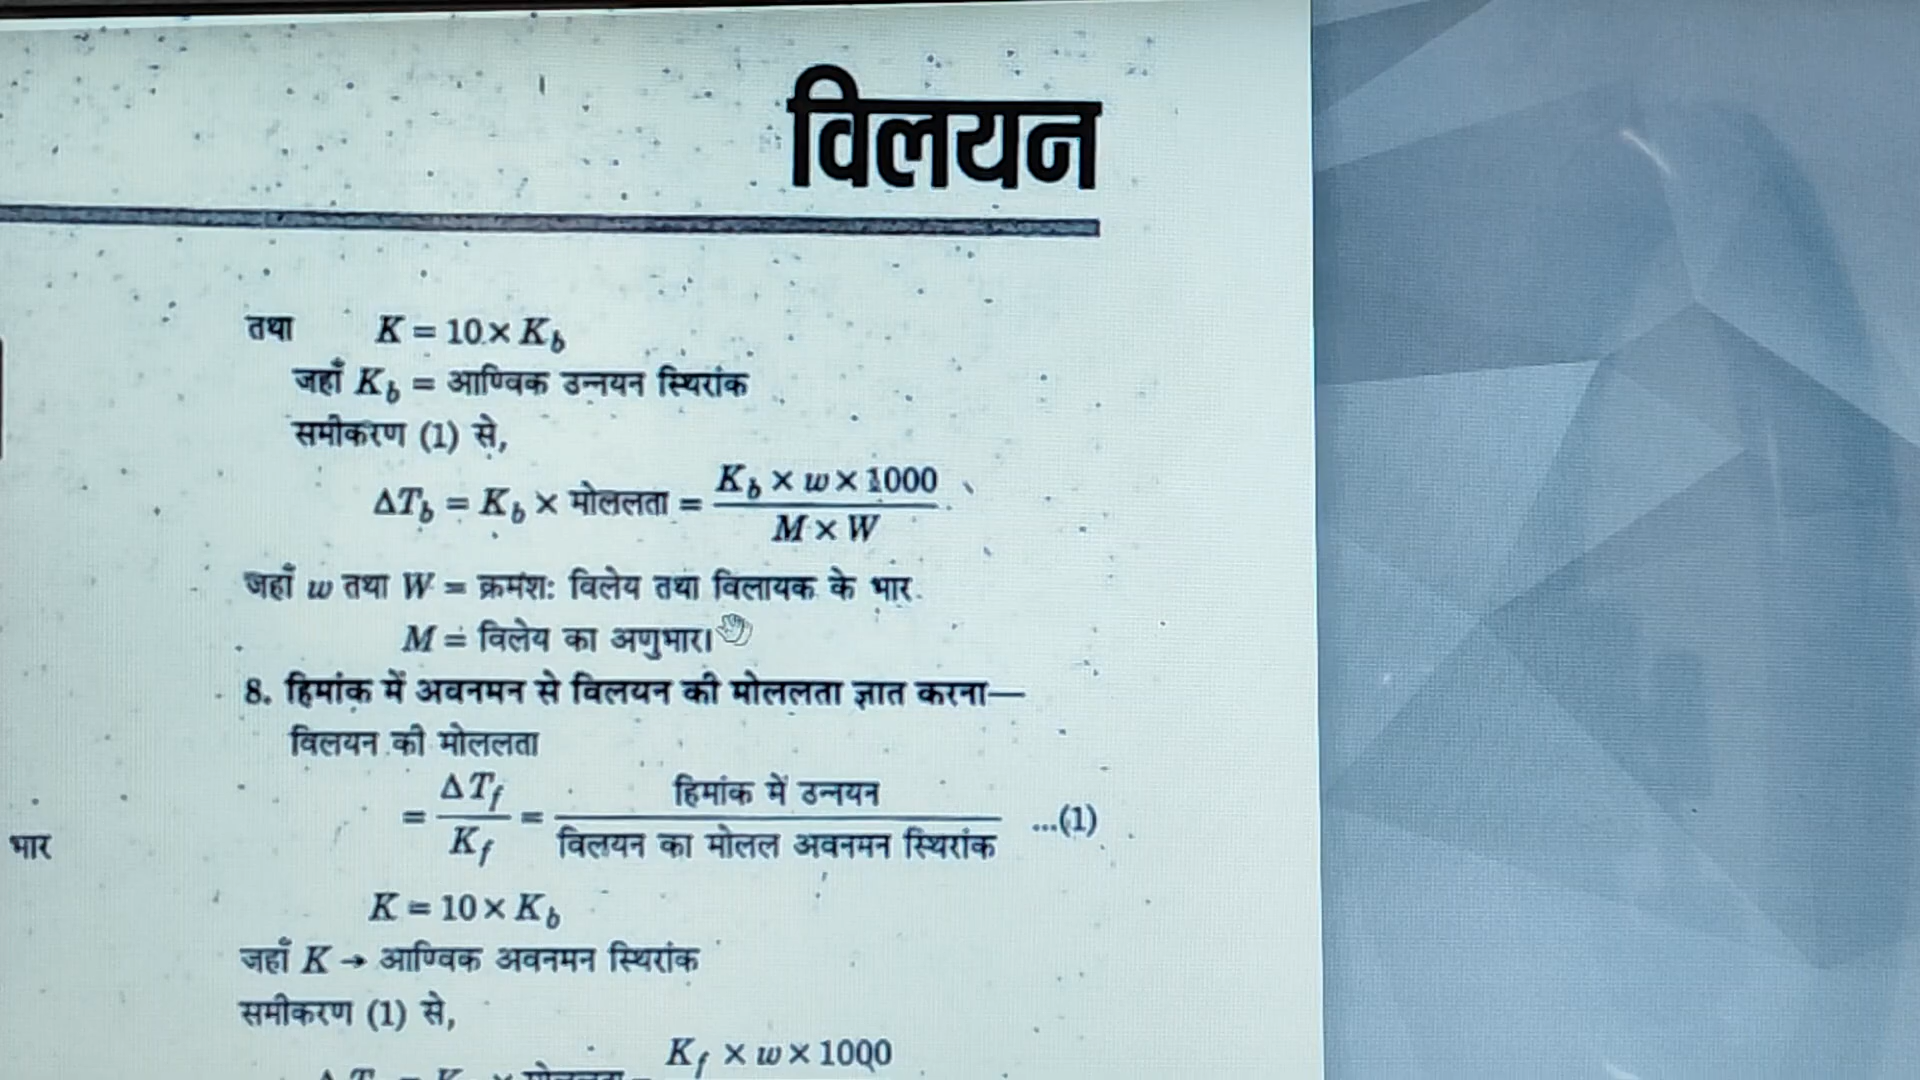 विलयन
तथा K = 10 × K_b
जहाँ K_b = आण्विक उन्नयन स्थिरांक
समीकरण (1) से,
ΔT_b = K_b × मोललता = (K_b × w × 1000) / (M × W)
जहाँ w तथा W = क्रमशः विलेय तथा विलायक के भार
M = विलेय का अणुभार।
8. हिमांक में अवनमन से विलयन की मोललता ज्ञात करना—
विलयन की मोललता
= ΔT_f / K_f = हिमांक में उन्नयन / विलयन का मोलल अवनमन स्थिरांक ...(1)
भार
K = 10 × K_b
जहाँ K → आण्विक अवनमन स्थिरांक
समीकरण (1) से,
K_f × w × 1000